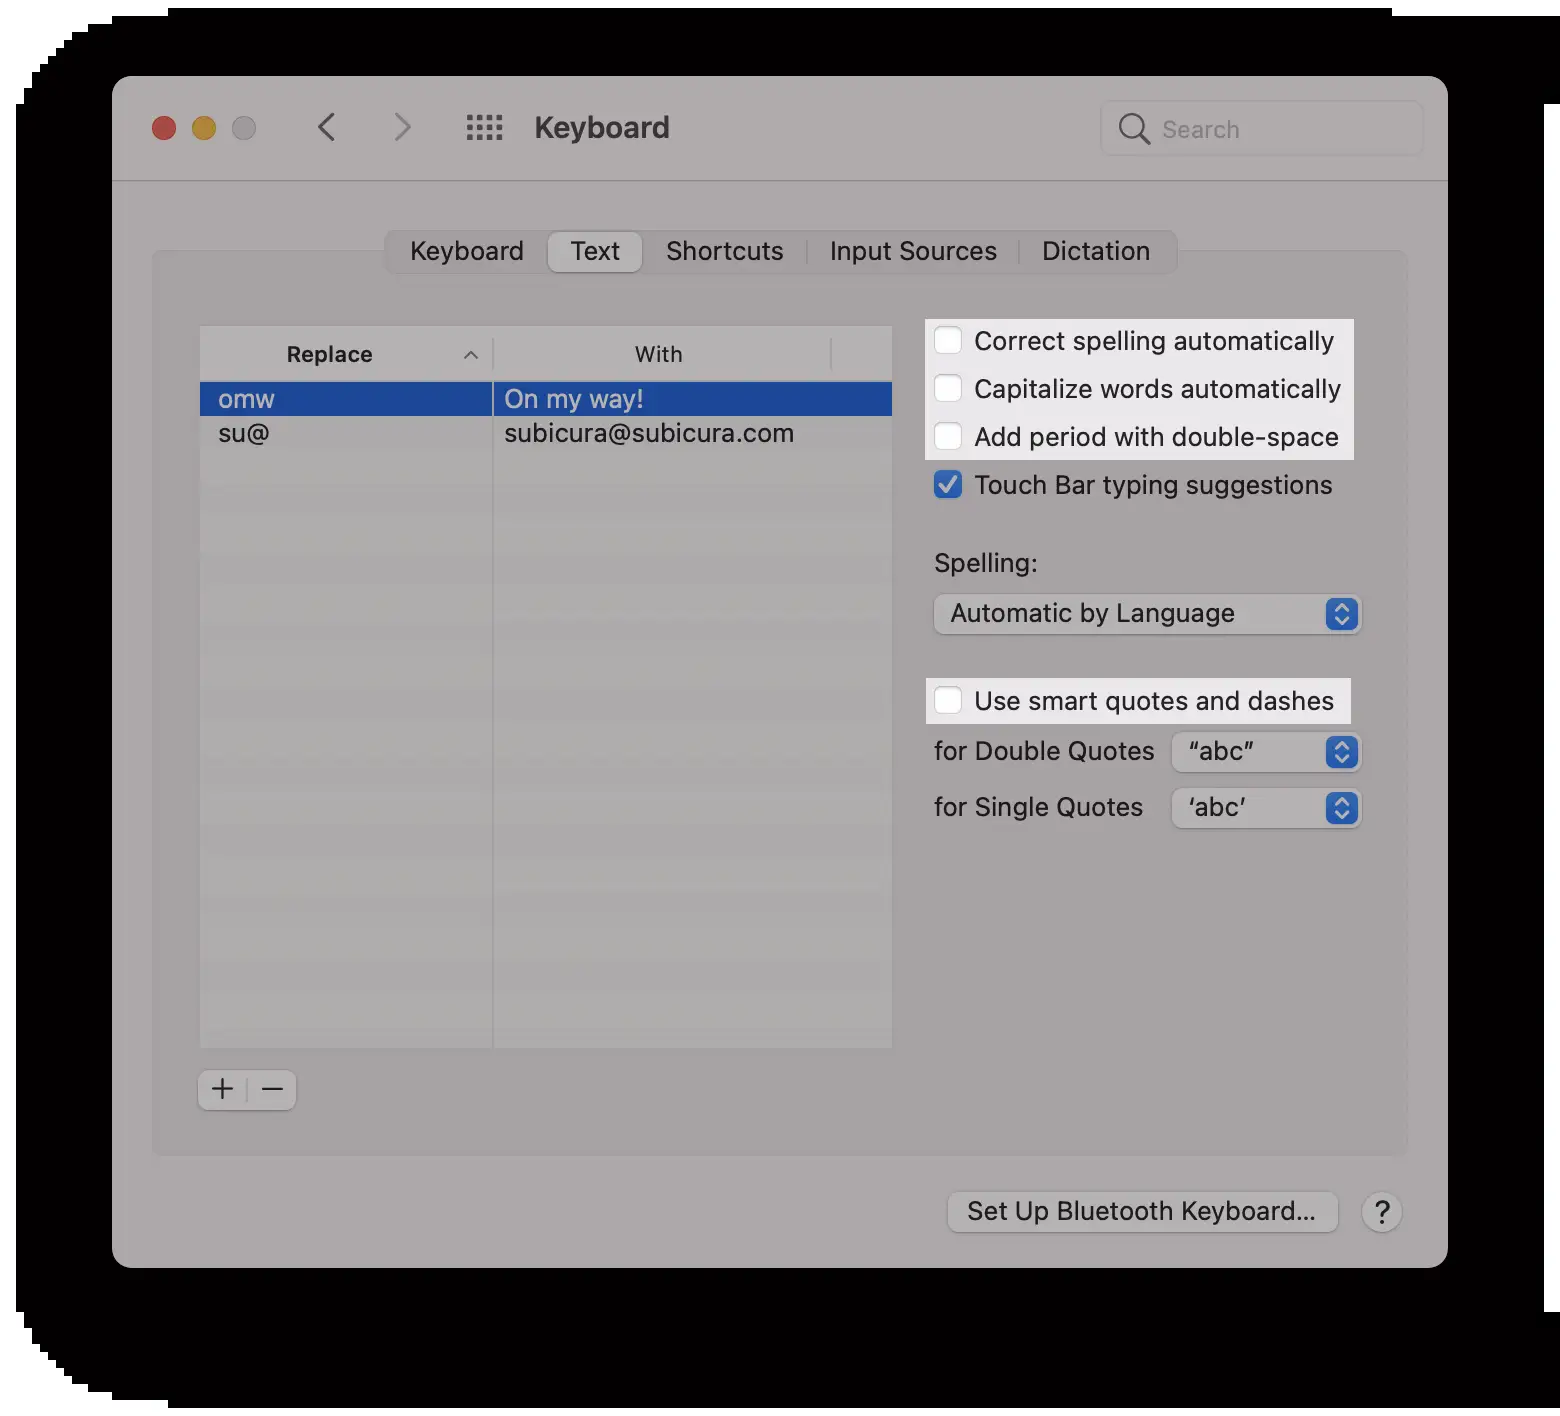 Keyboard
Search
Keyboard Text Shortcuts Input Sources Dictation
Replace With
omw On my way!
su@ subicura@subicura.com
Correct spelling automatically
Capitalize words automatically
Add period with double-space
Touch Bar typing suggestions
Spelling:
Automatic by Language
Use smart quotes and dashes
for Double Quotes “abc”
for Single Quotes ‘abc’
Set Up Bluetooth Keyboard... ?